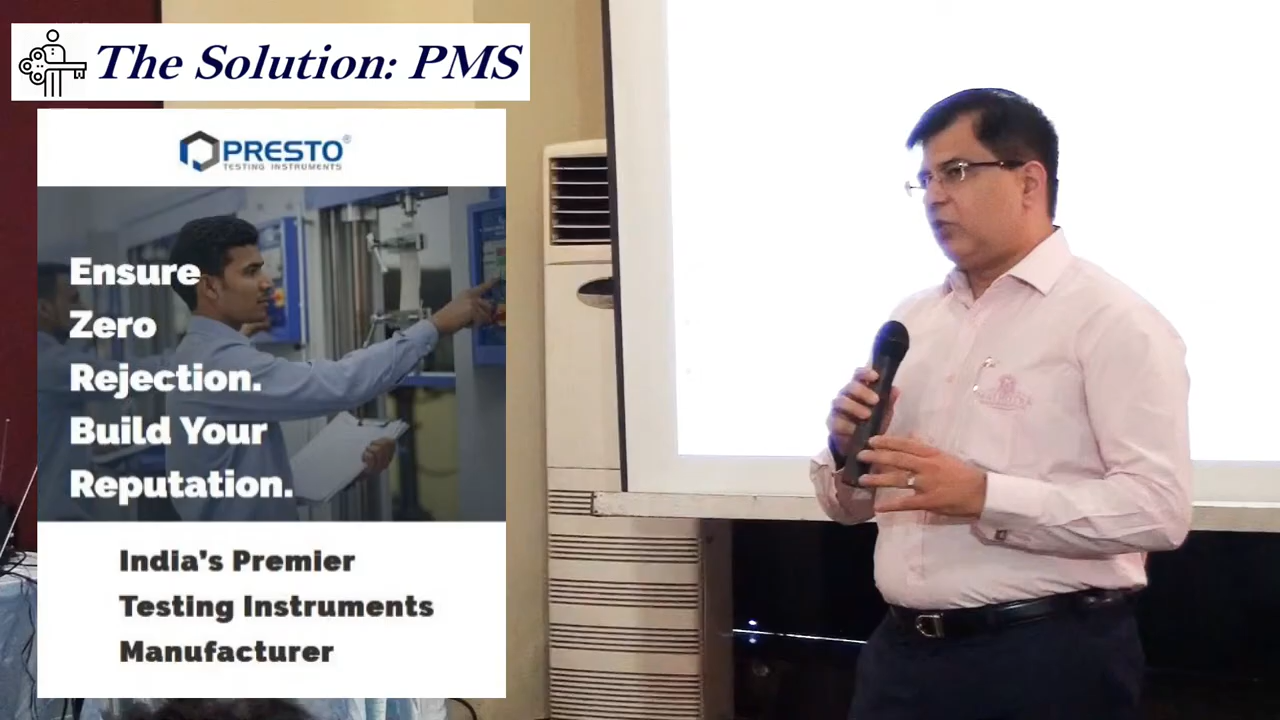 The Solution: PMS
PRESTO®
TESTING INSTRUMENTS
Ensure
Zero
Rejection.
Build Your
Reputation.
India's Premier
Testing Instruments
Manufacturer